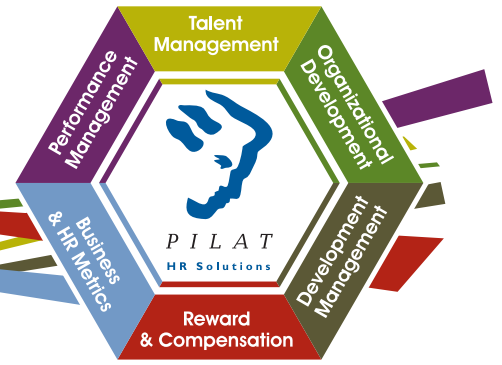 Talent
Management
Organizational
Development
Development
Management
Reward
& Compensation
Business
& HR Metrics
Performance
Management
PILAT
HR Solutions